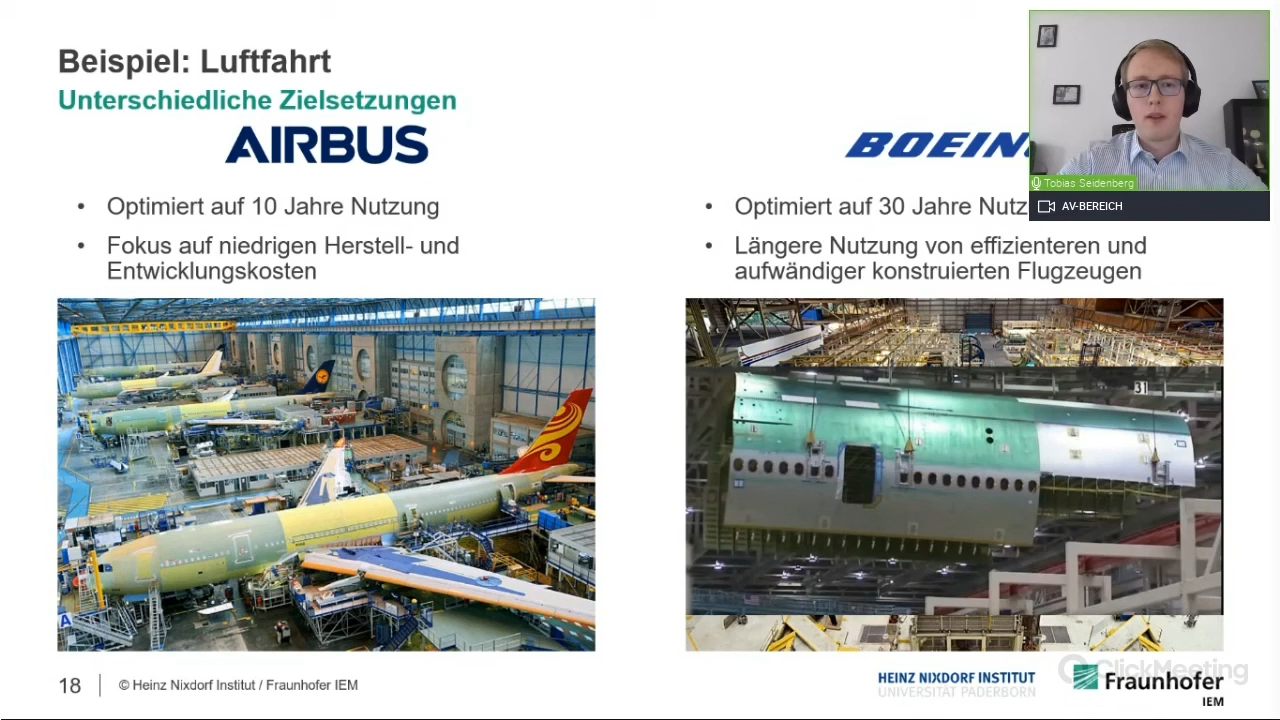 Beispiel: Luftfahrt
Unterschiedliche Zielsetzungen
AIRBUS
• Optimiert auf 10 Jahre Nutzung
• Fokus auf niedrigen Herstell- und
Entwicklungskosten
BOEIN
• Optimiert auf 30 Jahre Nutz
• Längere Nutzung von effizienteren und
aufwändiger konstruierten Flugzeugen
Tobias Seidenberg
AV-BEREICH
31
A
18
© Heinz Nixdorf Institut / Fraunhofer IEM
HEINZ NIXDORF INSTITUT
UNIVERSITÄT PADERBORN
ClickMeeting
Fraunhofer
IEM